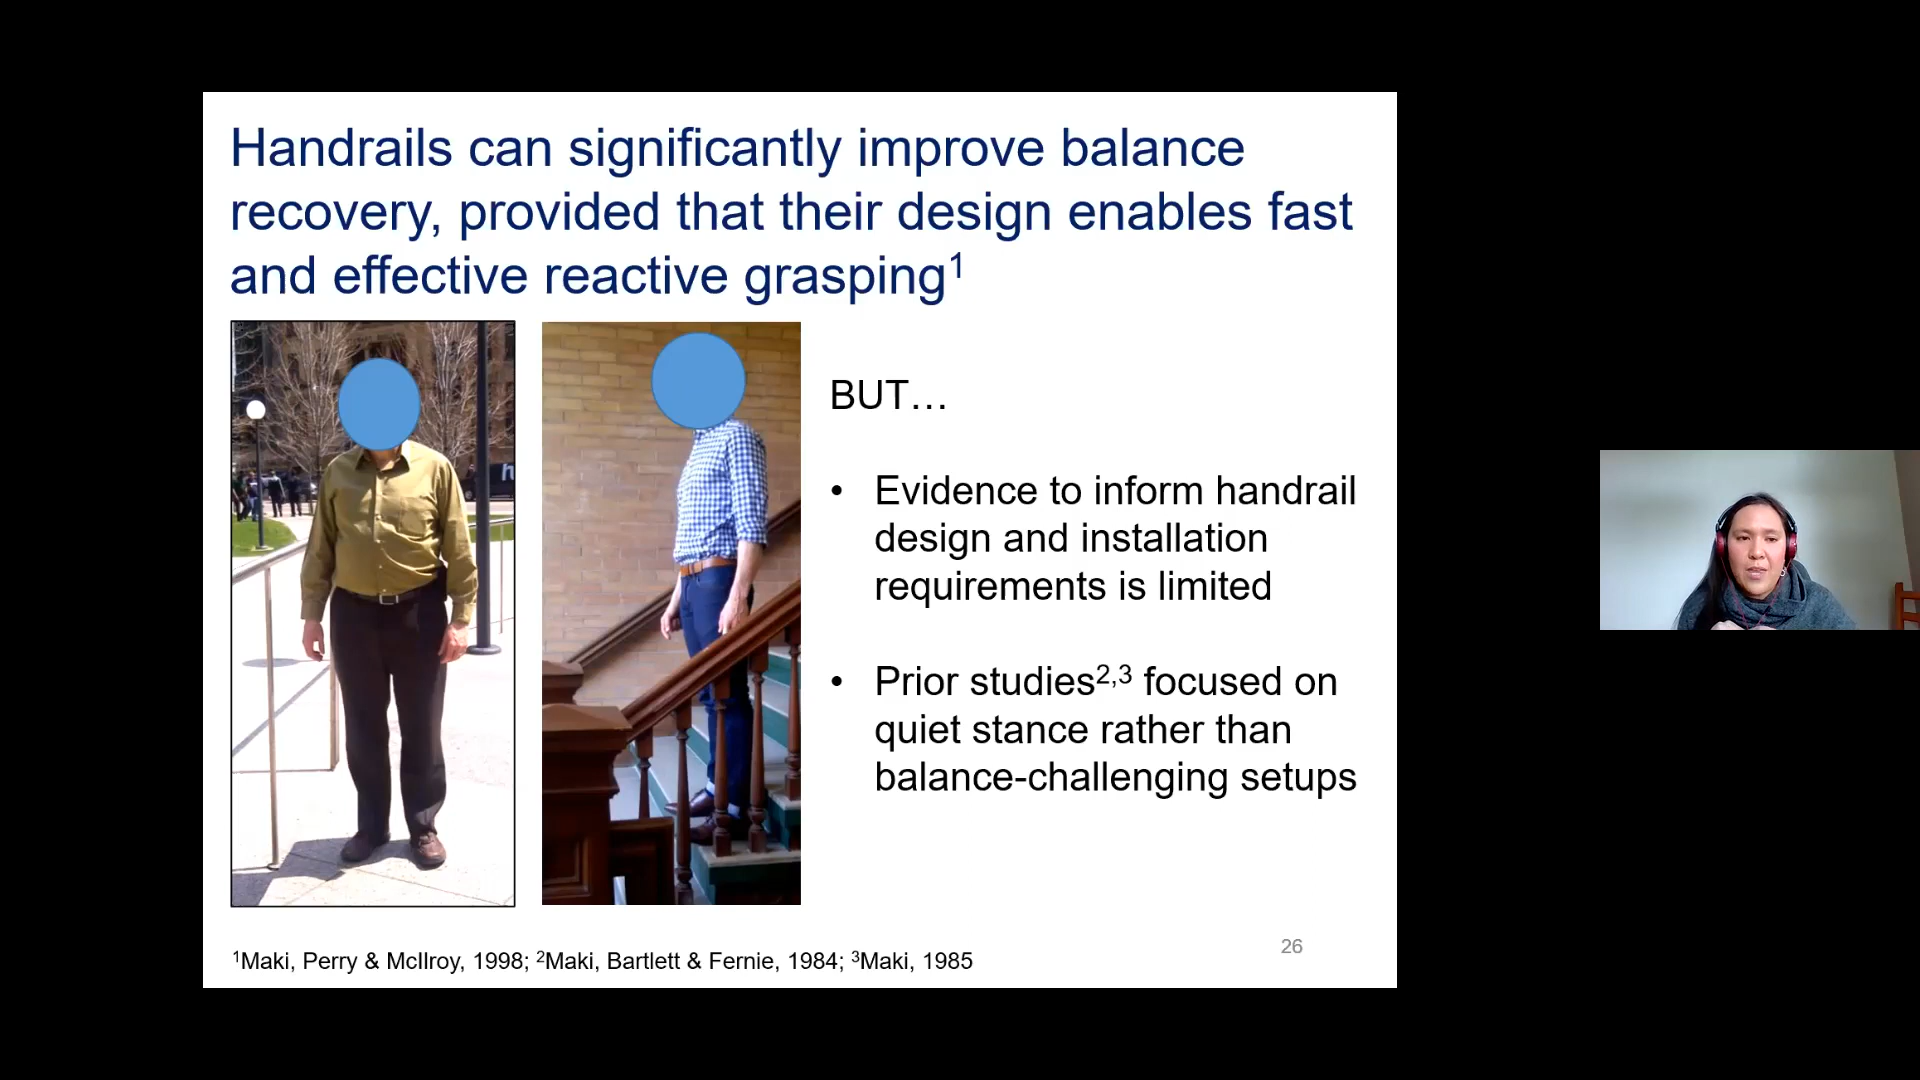 Handrails can significantly improve balance
recovery, provided that their design enables fast
and effective reactive grasping¹
BUT…
• Evidence to inform handrail
design and installation
requirements is limited
• Prior studies²,³ focused on
quiet stance rather than
balance-challenging setups
¹Maki, Perry & McIlroy, 1998; ²Maki, Bartlett & Fernie, 1984; ³Maki, 1985
26